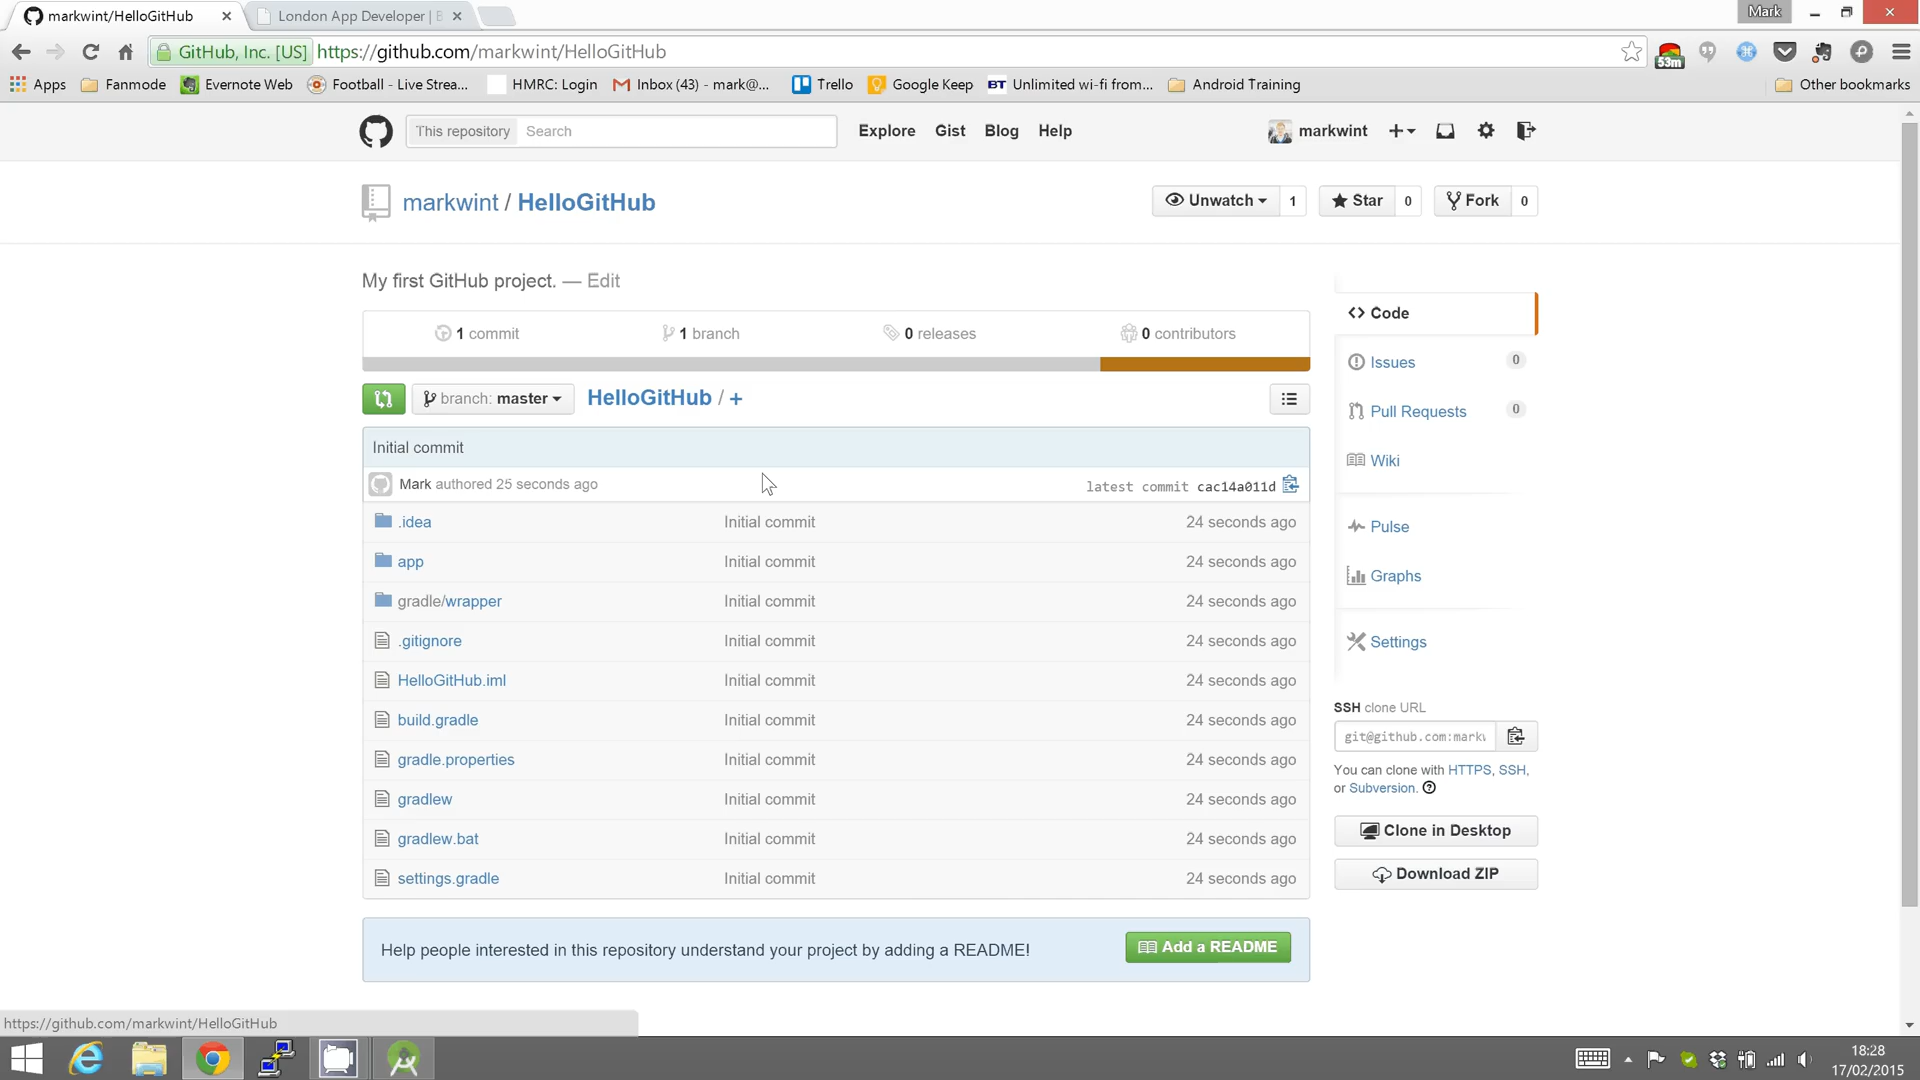 markwint/HelloGitHub
London App Developer | B
Mark
GitHub, Inc. [US] https://github.com/markwint/HelloGitHub
53m
Apps Fanmode Evernote Web Football - Live Strea... HMRC: Login Inbox (43) - mark@... Trello Google Keep BT Unlimited wi-fi from... Android Training Other bookmarks
This repository Search Explore Gist Blog Help markwint
markwint / HelloGitHub Unwatch 1 Star 0 Fork 0
My first GitHub project. — Edit
1 commit 1 branch 0 releases 0 contributors
branch: master HelloGitHub / +
Initial commit
Mark authored 25 seconds ago latest commit cac14a011d
.idea Initial commit 24 seconds ago
app Initial commit 24 seconds ago
gradle/wrapper Initial commit 24 seconds ago
.gitignore Initial commit 24 seconds ago
HelloGitHub.iml Initial commit 24 seconds ago
build.gradle Initial commit 24 seconds ago
gradle.properties Initial commit 24 seconds ago
gradlew Initial commit 24 seconds ago
gradlew.bat Initial commit 24 seconds ago
settings.gradle Initial commit 24 seconds ago
Help people interested in this repository understand your project by adding a README! Add a README
Code
Issues 0
Pull Requests 0
Wiki
Pulse
Graphs
Settings
SSH clone URL
git@github.com:markw
You can clone with HTTPS, SSH,
or Subversion.
Clone in Desktop
Download ZIP
https://github.com/markwint/HelloGitHub
18:28
17/02/2015